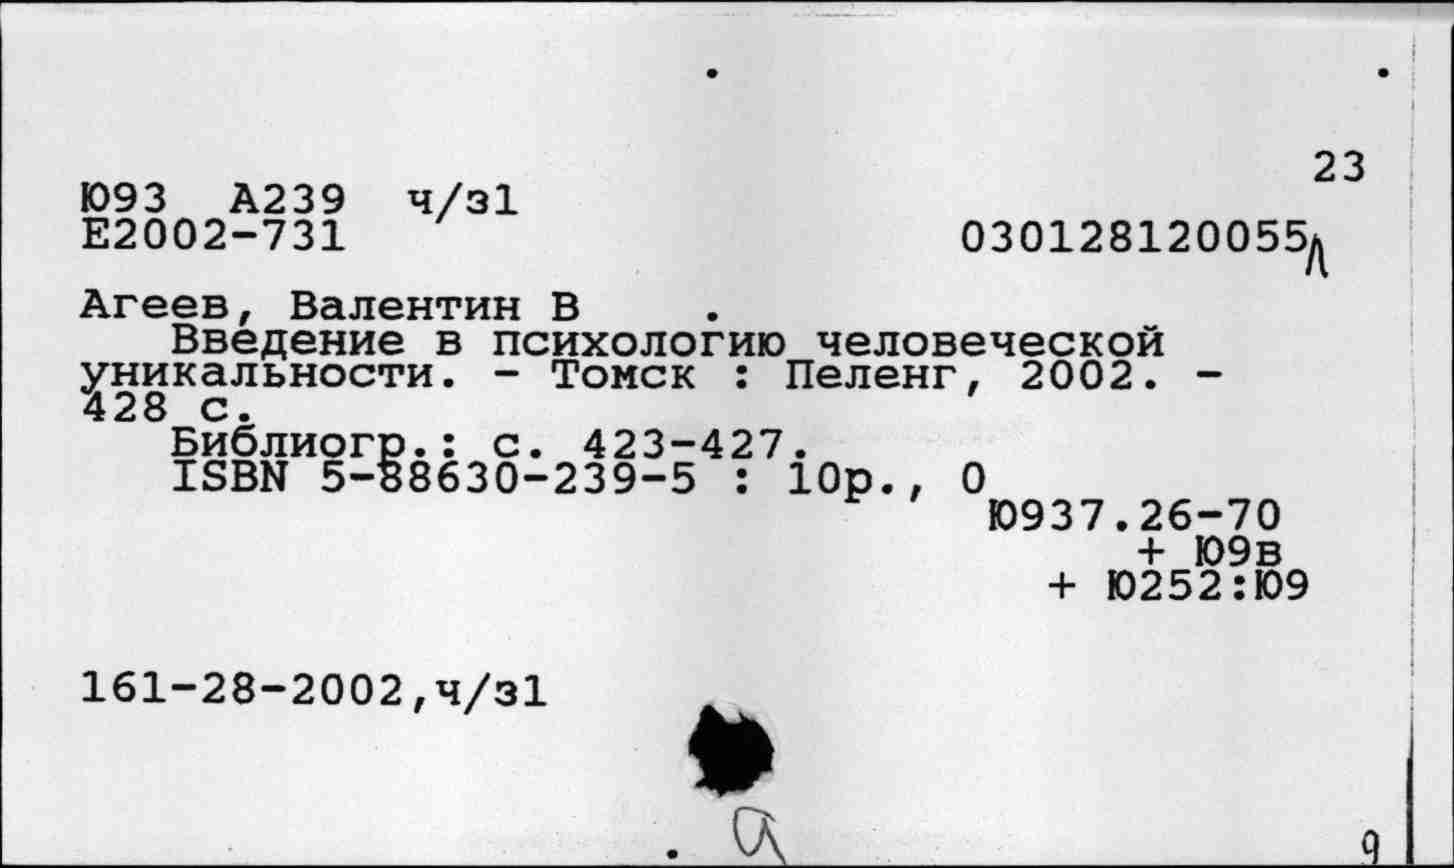 23
Ю93 А239 ч/з1
Е2002-731 030128120055Д
Агеев, Валентин В .
Введение в психологию человеческой
уникальности. - Томск : Пеленг, 2002. -
428 с.
Библиогр.: с. 423-427.
ISBN 5-88630-239-5 : 10р., 0
Ю937.26-70
+ Ю9в
+ Ю252:Ю9
161-28-2002,ч/з1
9